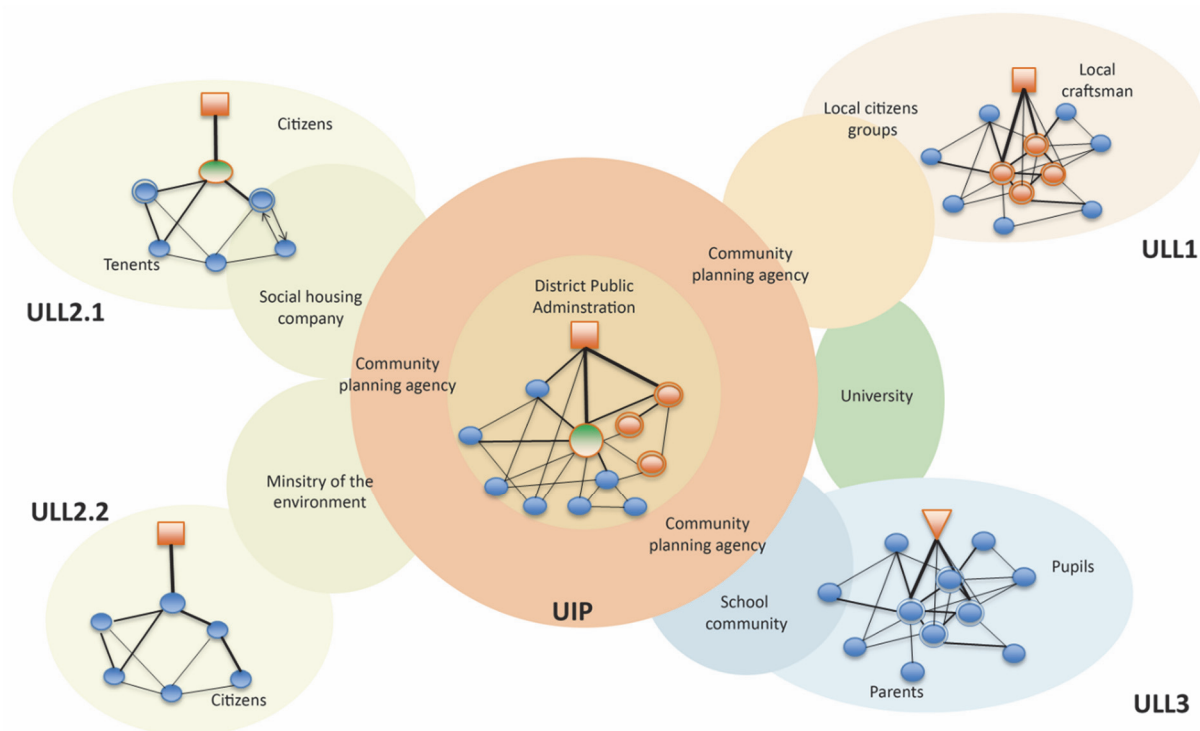 Citizens
Tenents
ULL2.1
Social housing
company
Local
craftsman
Local citizens
groups
ULL1
Community
planning agency
District Public
Adminstration
Community
planning agency
University
Minsitry of the
environment
ULL2.2
Citizens
Community
planning agency
UIP
School
community
Pupils
Parents
ULL3